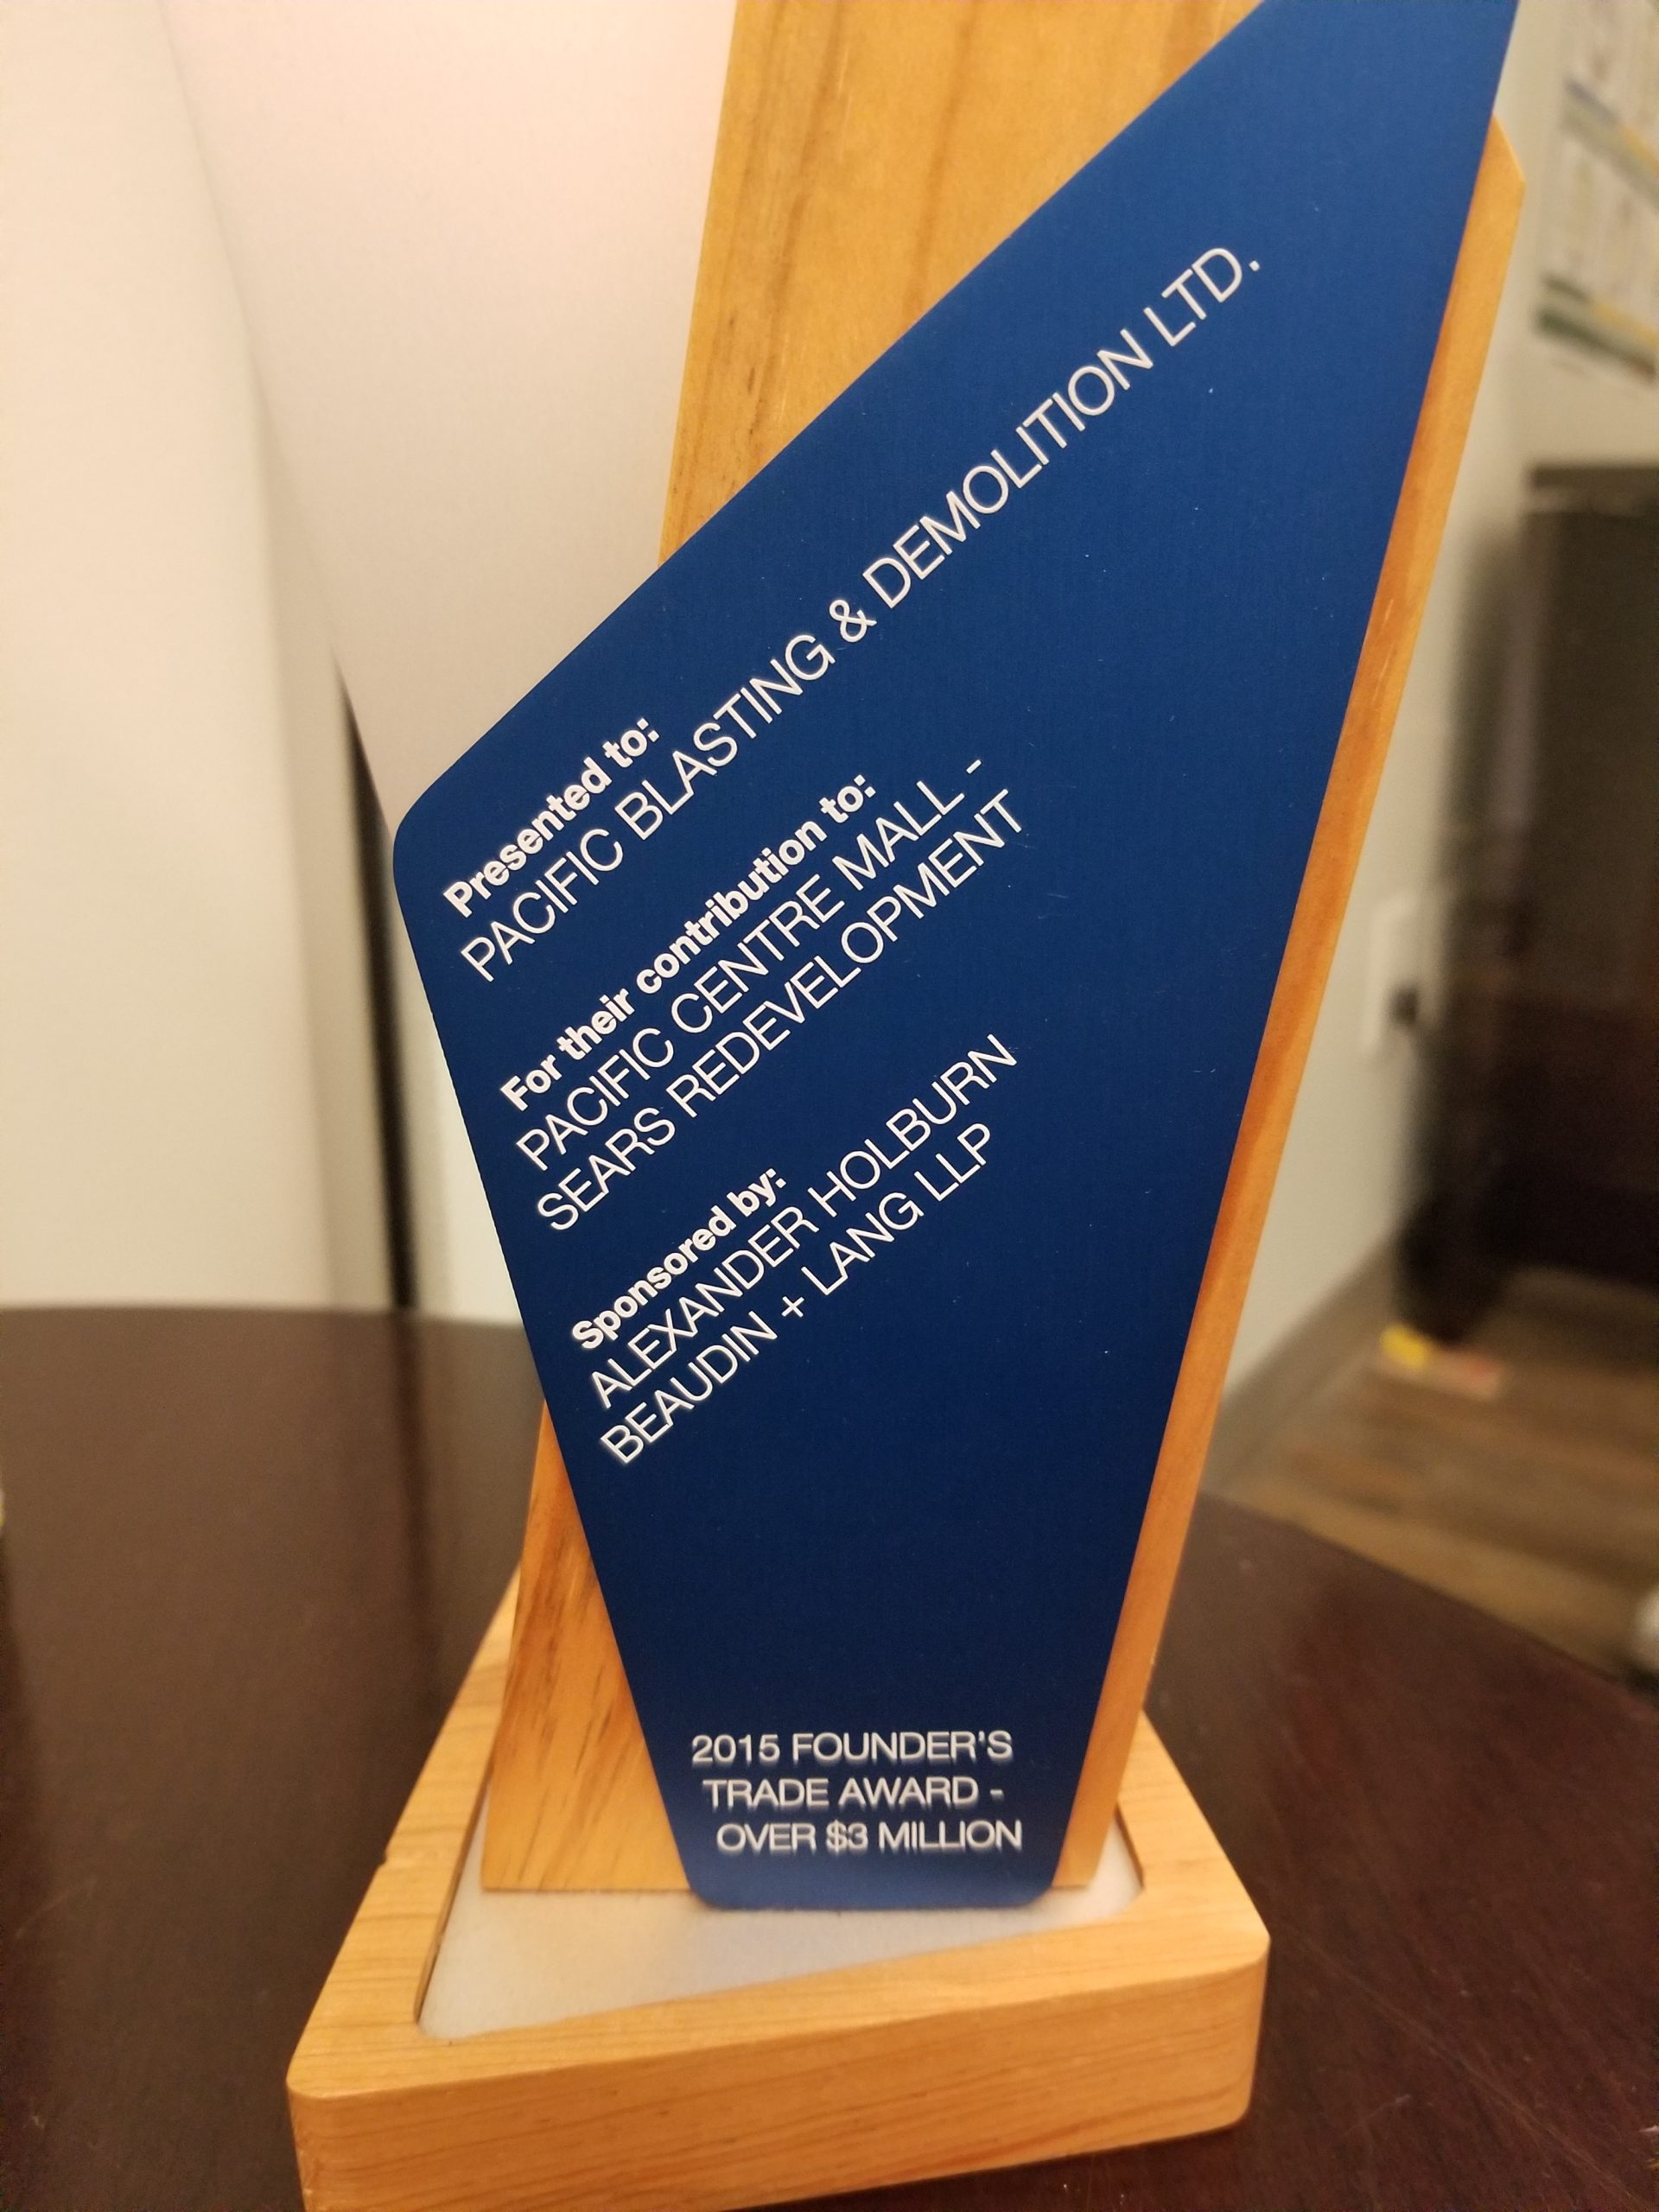 Presented to:
PACIFIC BLASTING & DEMOLITION LTD.
For their contribution to:
PACIFIC CENTRE MALL -
SEARS REDEVELOPMENT
Sponsored by:
ALEXANDER HOLBURN
BEAUDIN + LANG LLP
2015 FOUNDER'S
TRADE AWARD -
OVER $3 MILLION